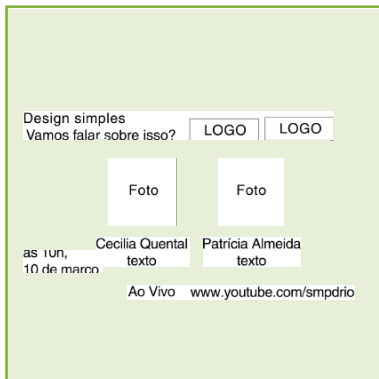 Design simples
Vamos falar sobre isso?
LOGO
LOGO
Foto
Foto
Cecilia Quental
texto
Patrícia Almeida
texto
as 10h,
10 de março
Ao Vivo
www.youtube.com/smpdrio